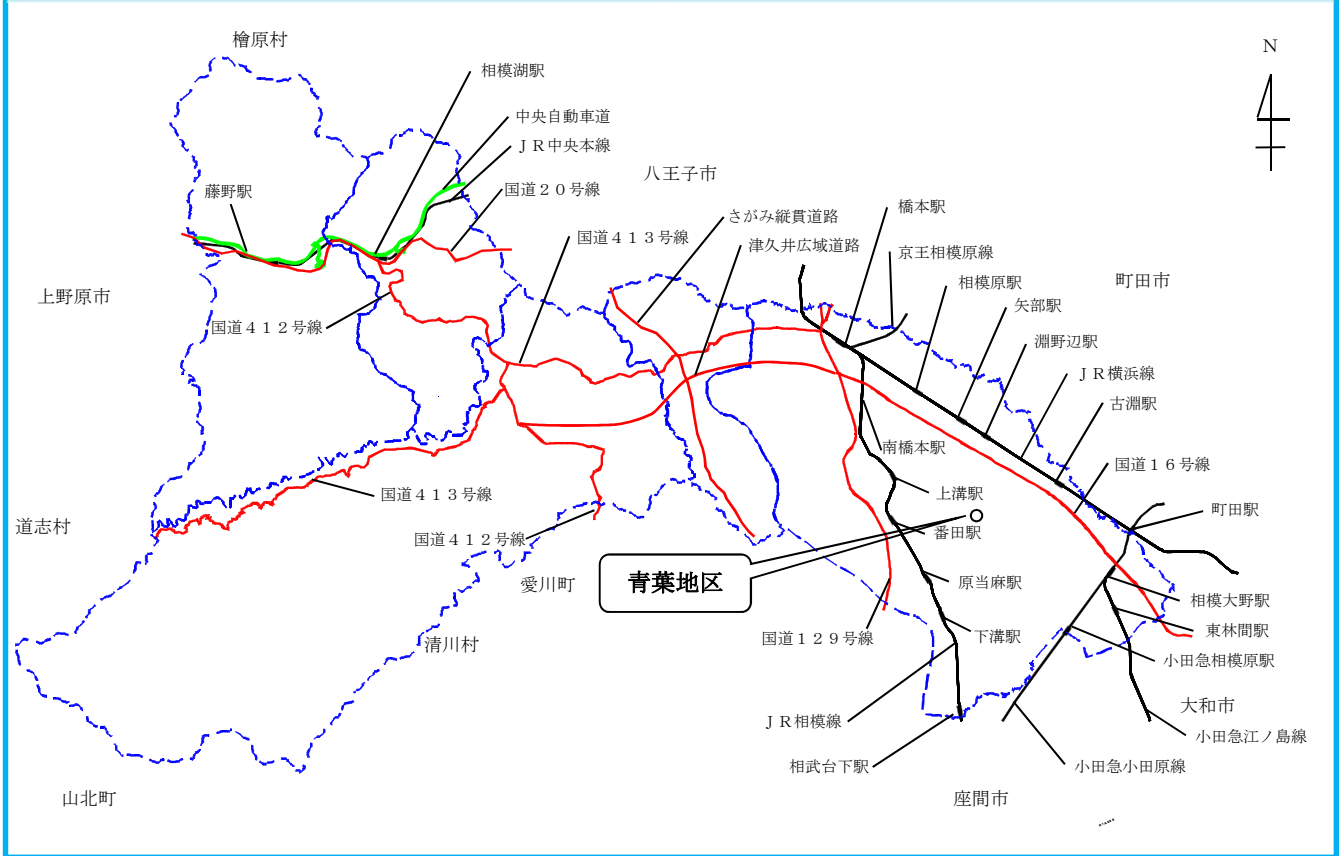 檜原村
N
相模湖駅
中央自動車道
ＪＲ中央本線
八王子市
藤野駅
国道２０号線
橋本駅
さがみ縦貫道路
国道４１３号線
津久井広域道路
京王相模原線
相模原駅
町田市
上野原市
矢部駅
国道４１２号線
淵野辺駅
ＪＲ横浜線
古淵駅
南橋本駅
国道１６号線
国道４１３号線
上溝駅
町田駅
道志村
番田駅
国道４１２号線
青葉地区
愛川町
原当麻駅
相模大野駅
国道１２９号線
下溝駅
東林間駅
清川村
小田急相模原駅
大和市
ＪＲ相模線
小田急江ノ島線
相武台下駅
小田急小田原線
山北町
座間市